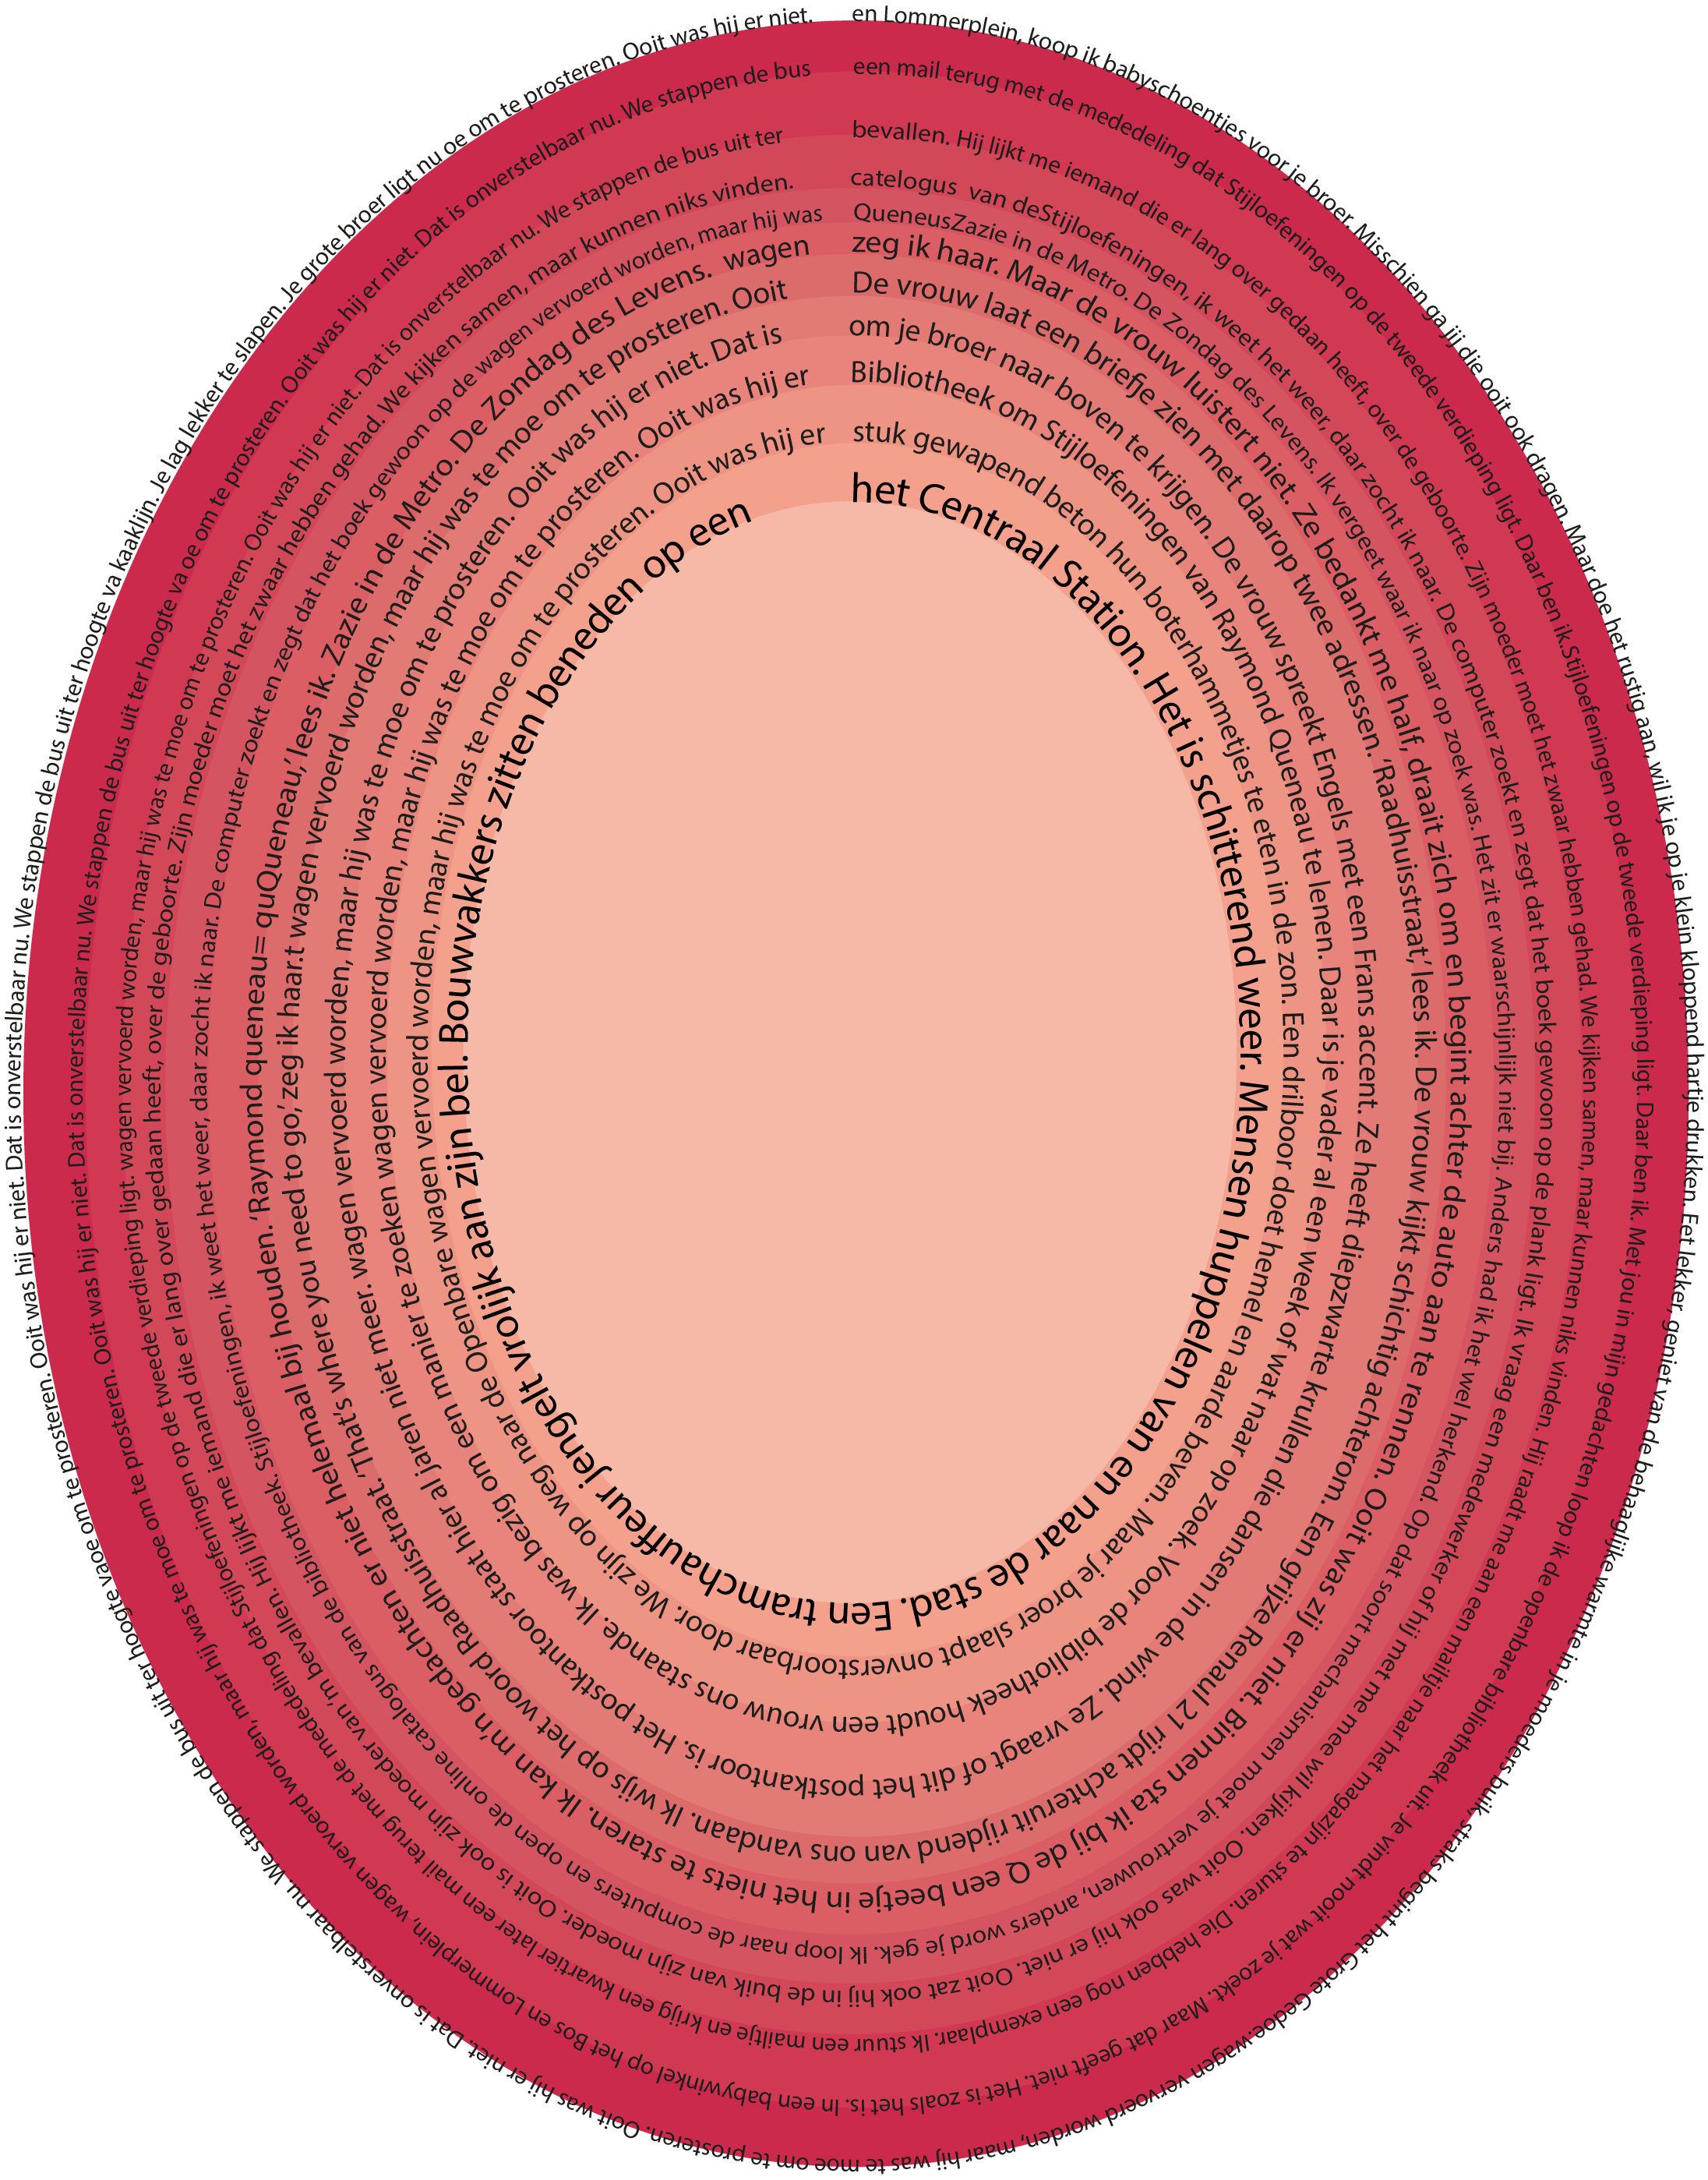 het Centraal Station. Het is schitterend weer. Mensen huppelen van en naar de stad. Een tramchauffeur jengelt vrolijk aan zijn bel. Bouwvakkers zitten beneden op een
stuk gewapend beton hun boterhammetjes te eten in de zon. Een drilboor doet hemel en aarde beven. Maar je broer slaapt onverstoorbaar door. We zijn op weg naar de Openbare wagen vervoerd worden, maar hij was te moe om te prosteren. Ooit was hij er
Bibliotheek om Stijloefeningen van Raymond Queneau te lenen. Daar is je vader al een week of wat naar op zoek. Voor de bibliotheek houdt een vrouw ons staande. Ik was bezig om een manier te zoeken wagen vervoerd worden, maar hij was te moe om te prosteren. Ooit was hij er
om je broer naar boven te krijgen. De vrouw spreekt Engels met een Frans accent. Ze heeft diepzwarte krullen die dansen in de wind. Ze vraagt of dit het postkantoor is. Het postkantoor staat hier al jaren niet meer. wagen vervoerd worden, maar hij was te moe om te prosteren. Ooit was hij er niet. Dat is
De vrouw laat een briefje zien met daarop twee adressen. ‘Raadhuisstraat,’ lees ik. De vrouw kijkt schichtig achterom. Een grijze Renaul 21 rijdt achteruit rijdend van ons vandaan. Ik wijs op het woord Raadhuisstraat. ‘That’s where you need to go,’ zeg ik haar.t wagen vervoerd worden, maar hij was te moe om te prosteren. Ooit
zeg ik haar. Maar de vrouw luistert niet. Ze bedankt me half, draait zich om en begint achter de auto aan te rennen. Ooit was zij er niet. Binnen sta ik bij de Q een beetje in het niets te staren. Ik kan m’n gedachten er niet helemaal bij houden. ‘Raymond queneau= quQueneau,’ lees ik. Zazie in de Metro. De Zondag des Levens. wagen
QueneusZazie in de Metro. De Zondag des Levens. Ik vergeet waar ik naar op zoek was. Het zit er waarschijnlijk niet bij. Anders had ik het wel herkend. Op dat soort mechanismen moet je vertrouwen, anders word je gek. Ik loop naar de computers en open de online catalogus van de bibliotheek. Stijloefeningen, ik weet het weer, daar zocht ik naar. De computer zoekt en zegt dat het boek gewoon op de wagen vervoerd worden, maar hij was
catelogus van deStijloefeningen, ik weet het weer, daar zocht ik naar. De computer zoekt en zegt dat het boek gewoon op de plank ligt. Ik vraag een medewerker of hij met me mee wil kijken. Ooit was ook hij er niet. Ooit zat ook hij in de buik van zijn moeder. Ooit is ook zijn moeder van ’m bevallen. Hij lijkt me iemand die er lang over gedaan heeft, over de geboorte. Zijn moeder moet het zwaar hebben gehad. We kijken samen, maar kunnen niks vinden.
bevallen. Hij lijkt me iemand die er lang over gedaan heeft, over de geboorte. Zijn moeder moet het zwaar hebben gehad. We kijken samen, maar kunnen niks vinden. Hij raadt me aan een mailtje naar het magazijn te sturen. Die hebben nog een exemplaar. Ik stuur een mailtje en krijg een kwartier later een mail terug met de mededeling dat Stijloefeningen op de tweede verdieping ligt. wagen vervoerd worden, maar hij was te moe om te prosteren. Ooit was hij er niet. Dat is onverstelbaar nu. We stappen de bus uit ter
een mail terug met de mededeling dat Stijloefeningen op de tweede verdieping ligt. Daar ben ik.Stijloefeningen op de tweede verdieping ligt. Daar ben ik. Met jou in mijn gedachten loop ik de openbare bibliotheek uit. Je vindt nooit wat je zoekt. Maar dat geeft niet. Het is zoals het is. In een babywinkel op het Bos en Lommerplein, wagen vervoerd worden, maar hij was te moe om te prosteren. Ooit was hij er niet. Dat is onverstelbaar nu. We stappen de bus uit ter hoogte va oe om te prosteren. Ooit was hij er niet. Dat is onverstelbaar nu. We stappen de bus
en Lommerplein, koop ik babyschoentjes voor je broer. Misschien ga jij die ooit ook dragen. Maar doe het rustig aan, wil ik je op je klein kloppend hartje drukken. Eet lekker, geniet van de behaaglijke warmte in je moeders buik, straks begint het Grote Gedoe.wagen vervoerd worden, maar hij was te moe om te prosteren. Ooit was hij er niet. Dat is onverstelbaar nu. We stappen de bus uit ter hoogte vaoe om te prosteren. Ooit was hij er niet. Dat is onverstelbaar nu. We stappen de bus uit ter hoogte va kaaklijn. Je lag lekker te slapen. Je grote broer ligt nu oe om te prosteren. Ooit was hij er niet.